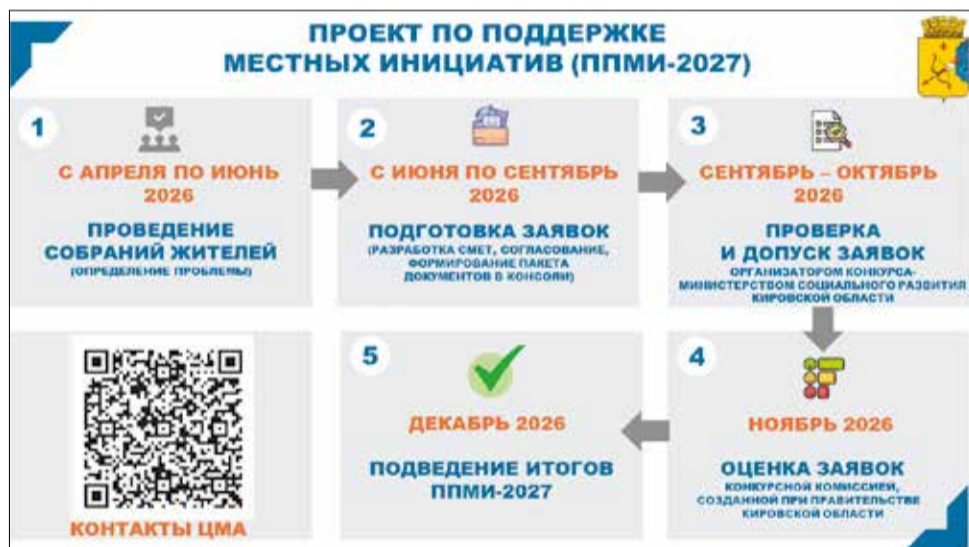 ПРОЕКТ ПО ПОДДЕРЖКЕ
МЕСТНЫХ ИНИЦИАТИВ (ППМИ-2027)
1
С АПРЕЛЯ ПО ИЮНЬ
2026
ПРОВЕДЕНИЕ
СОБРАНИЙ ЖИТЕЛЕЙ
(ОПРЕДЕЛЕНИЕ ПРОБЛЕМЫ)
2
С ИЮНЯ ПО СЕНТЯБРЬ
2026
ПОДГОТОВКА ЗАЯВОК
(РАЗРАБОТКА СМЕТ, СОГЛАСОВАНИЕ,
ФОРМИРОВАНИЕ ПАКЕТА
ДОКУМЕНТОВ В КОНСОЛИ)
3
СЕНТЯБРЬ – ОКТЯБРЬ
2026
ПРОВЕРКА
И ДОПУСК ЗАЯВОК
ОРГАНИЗАТОРОМ КОНКУРСА-
МИНИСТЕРСТВОМ СОЦИАЛЬНОГО РАЗВИТИЯ
КИРОВСКОЙ ОБЛАСТИ
4
НОЯБРЬ 2026
ОЦЕНКА ЗАЯВОК
КОНКУРСНОЙ КОМИССИЕЙ,
СОЗДАННОЙ ПРИ ПРАВИТЕЛЬСТВЕ
КИРОВСКОЙ ОБЛАСТИ
5
ДЕКАБРЬ 2026
ПОДВЕДЕНИЕ ИТОГОВ
ППМИ-2027
КОНТАКТЫ ЦМА